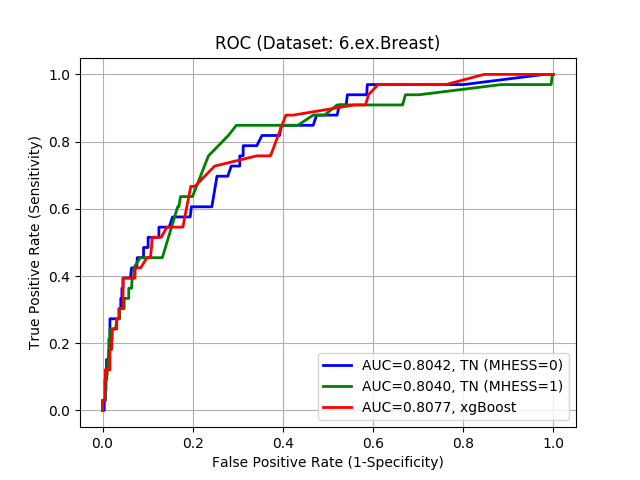 ROC (Dataset: 6.ex.Breast)
True Positive Rate (Sensitivity)
1.0
0.8
0.6
0.4
0.2
0.0
AUC=0.8042, TN (MHESS=0)
AUC=0.8040, TN (MHESS=1)
AUC=0.8077, xgBoost
0.0 0.2 0.4 0.6 0.8 1.0
False Positive Rate (1-Specificity)